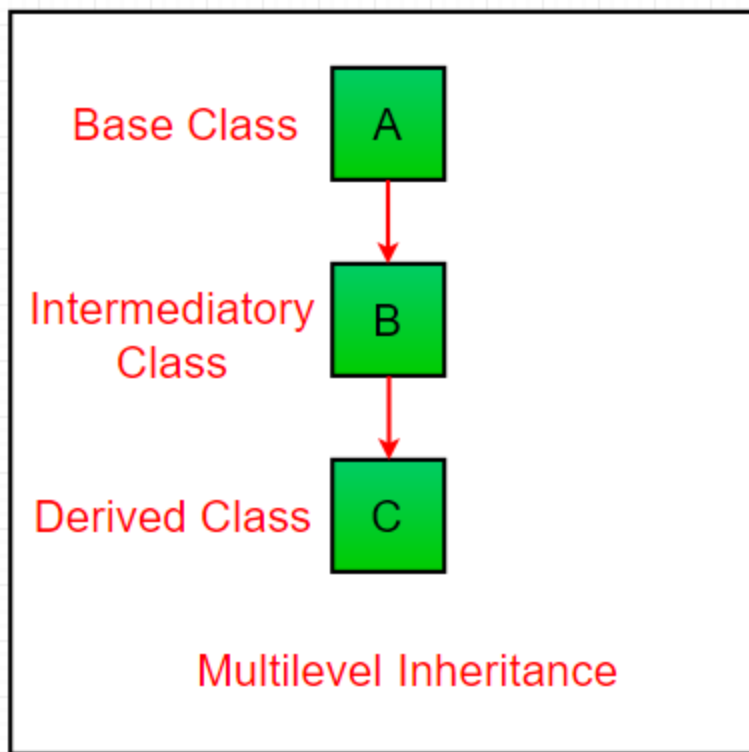 Base Class
A
Intermediatory
Class
B
Derived Class
C
Multilevel Inheritance